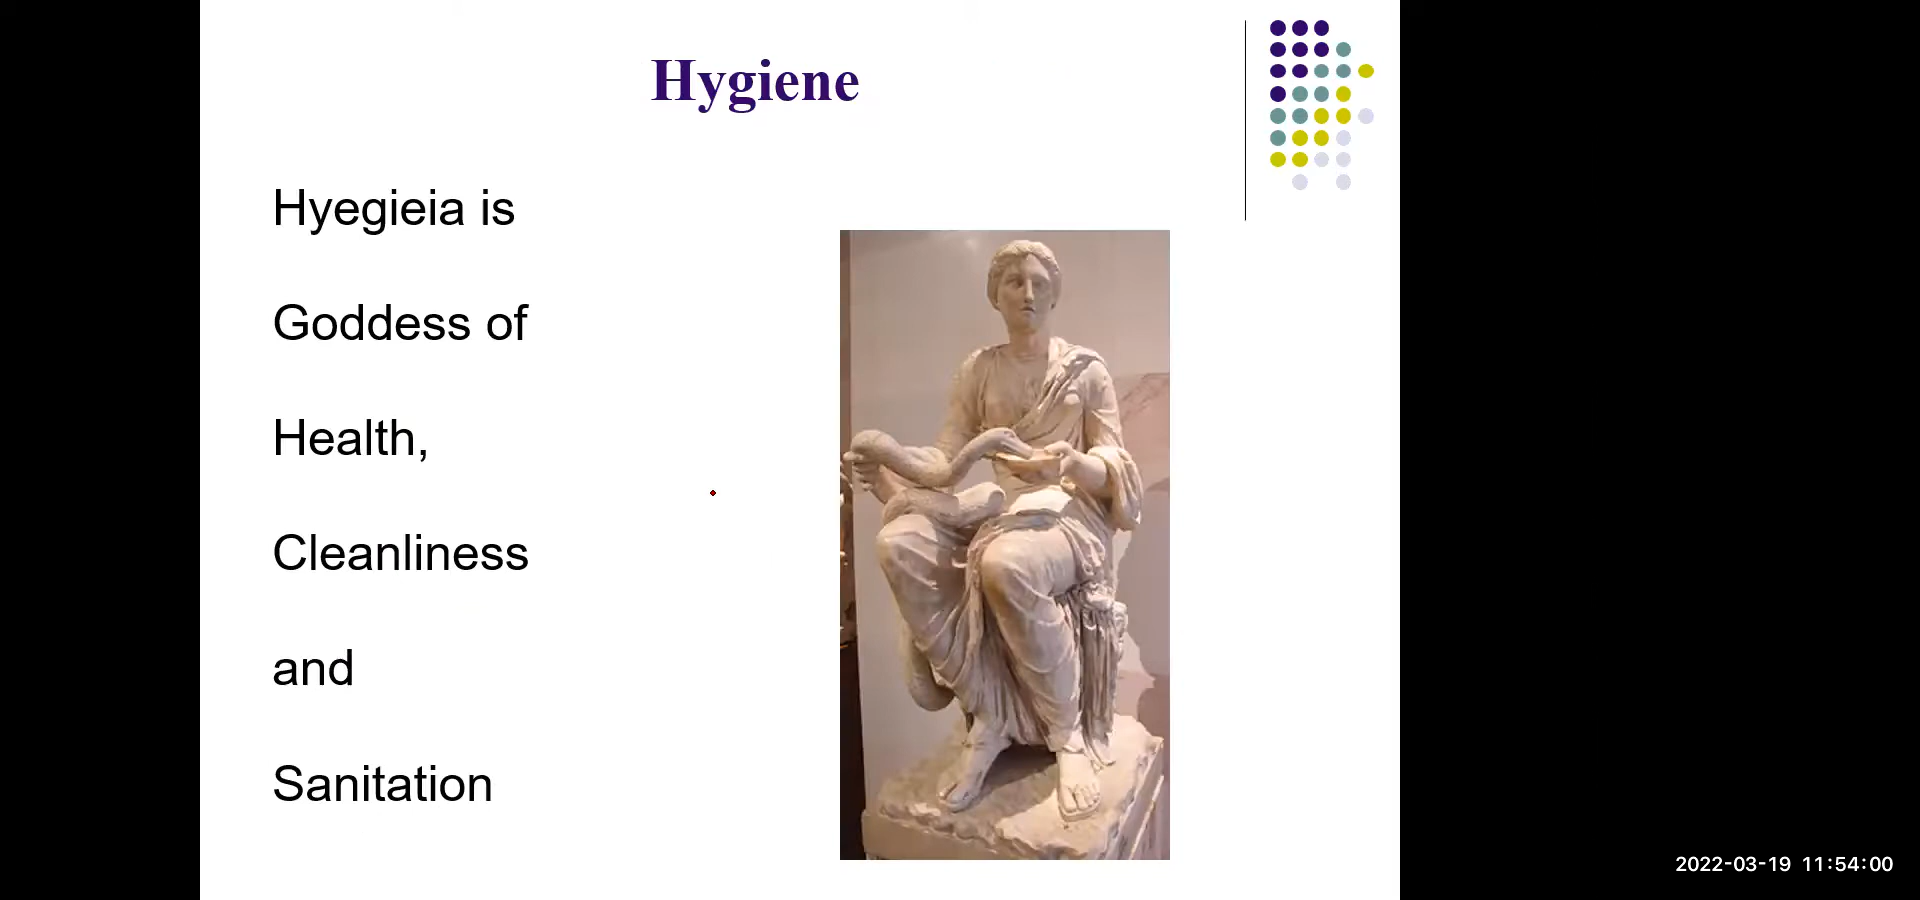 Hygiene
Hyegieia is
Goddess of
Health,
Cleanliness
and
Sanitation
2022-03-19 11:54:00